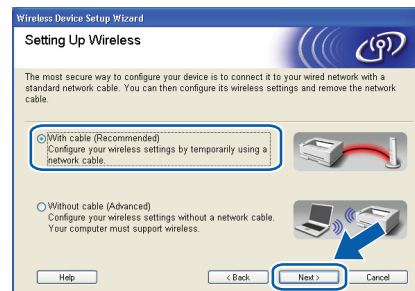 Wireless Device Setup Wizard
Setting Up Wireless
The most secure way to configure your device is to connect it to your wired network with a
standard network cable. You can then configure its wireless settings and remove the network
cable.
With cable (Recommended)
Configure your wireless settings by temporarily using a
network cable.
Without cable (Advanced)
Configure your wireless settings without a network cable.
Your computer must support wireless.
Help
< Back
Next >
Cancel